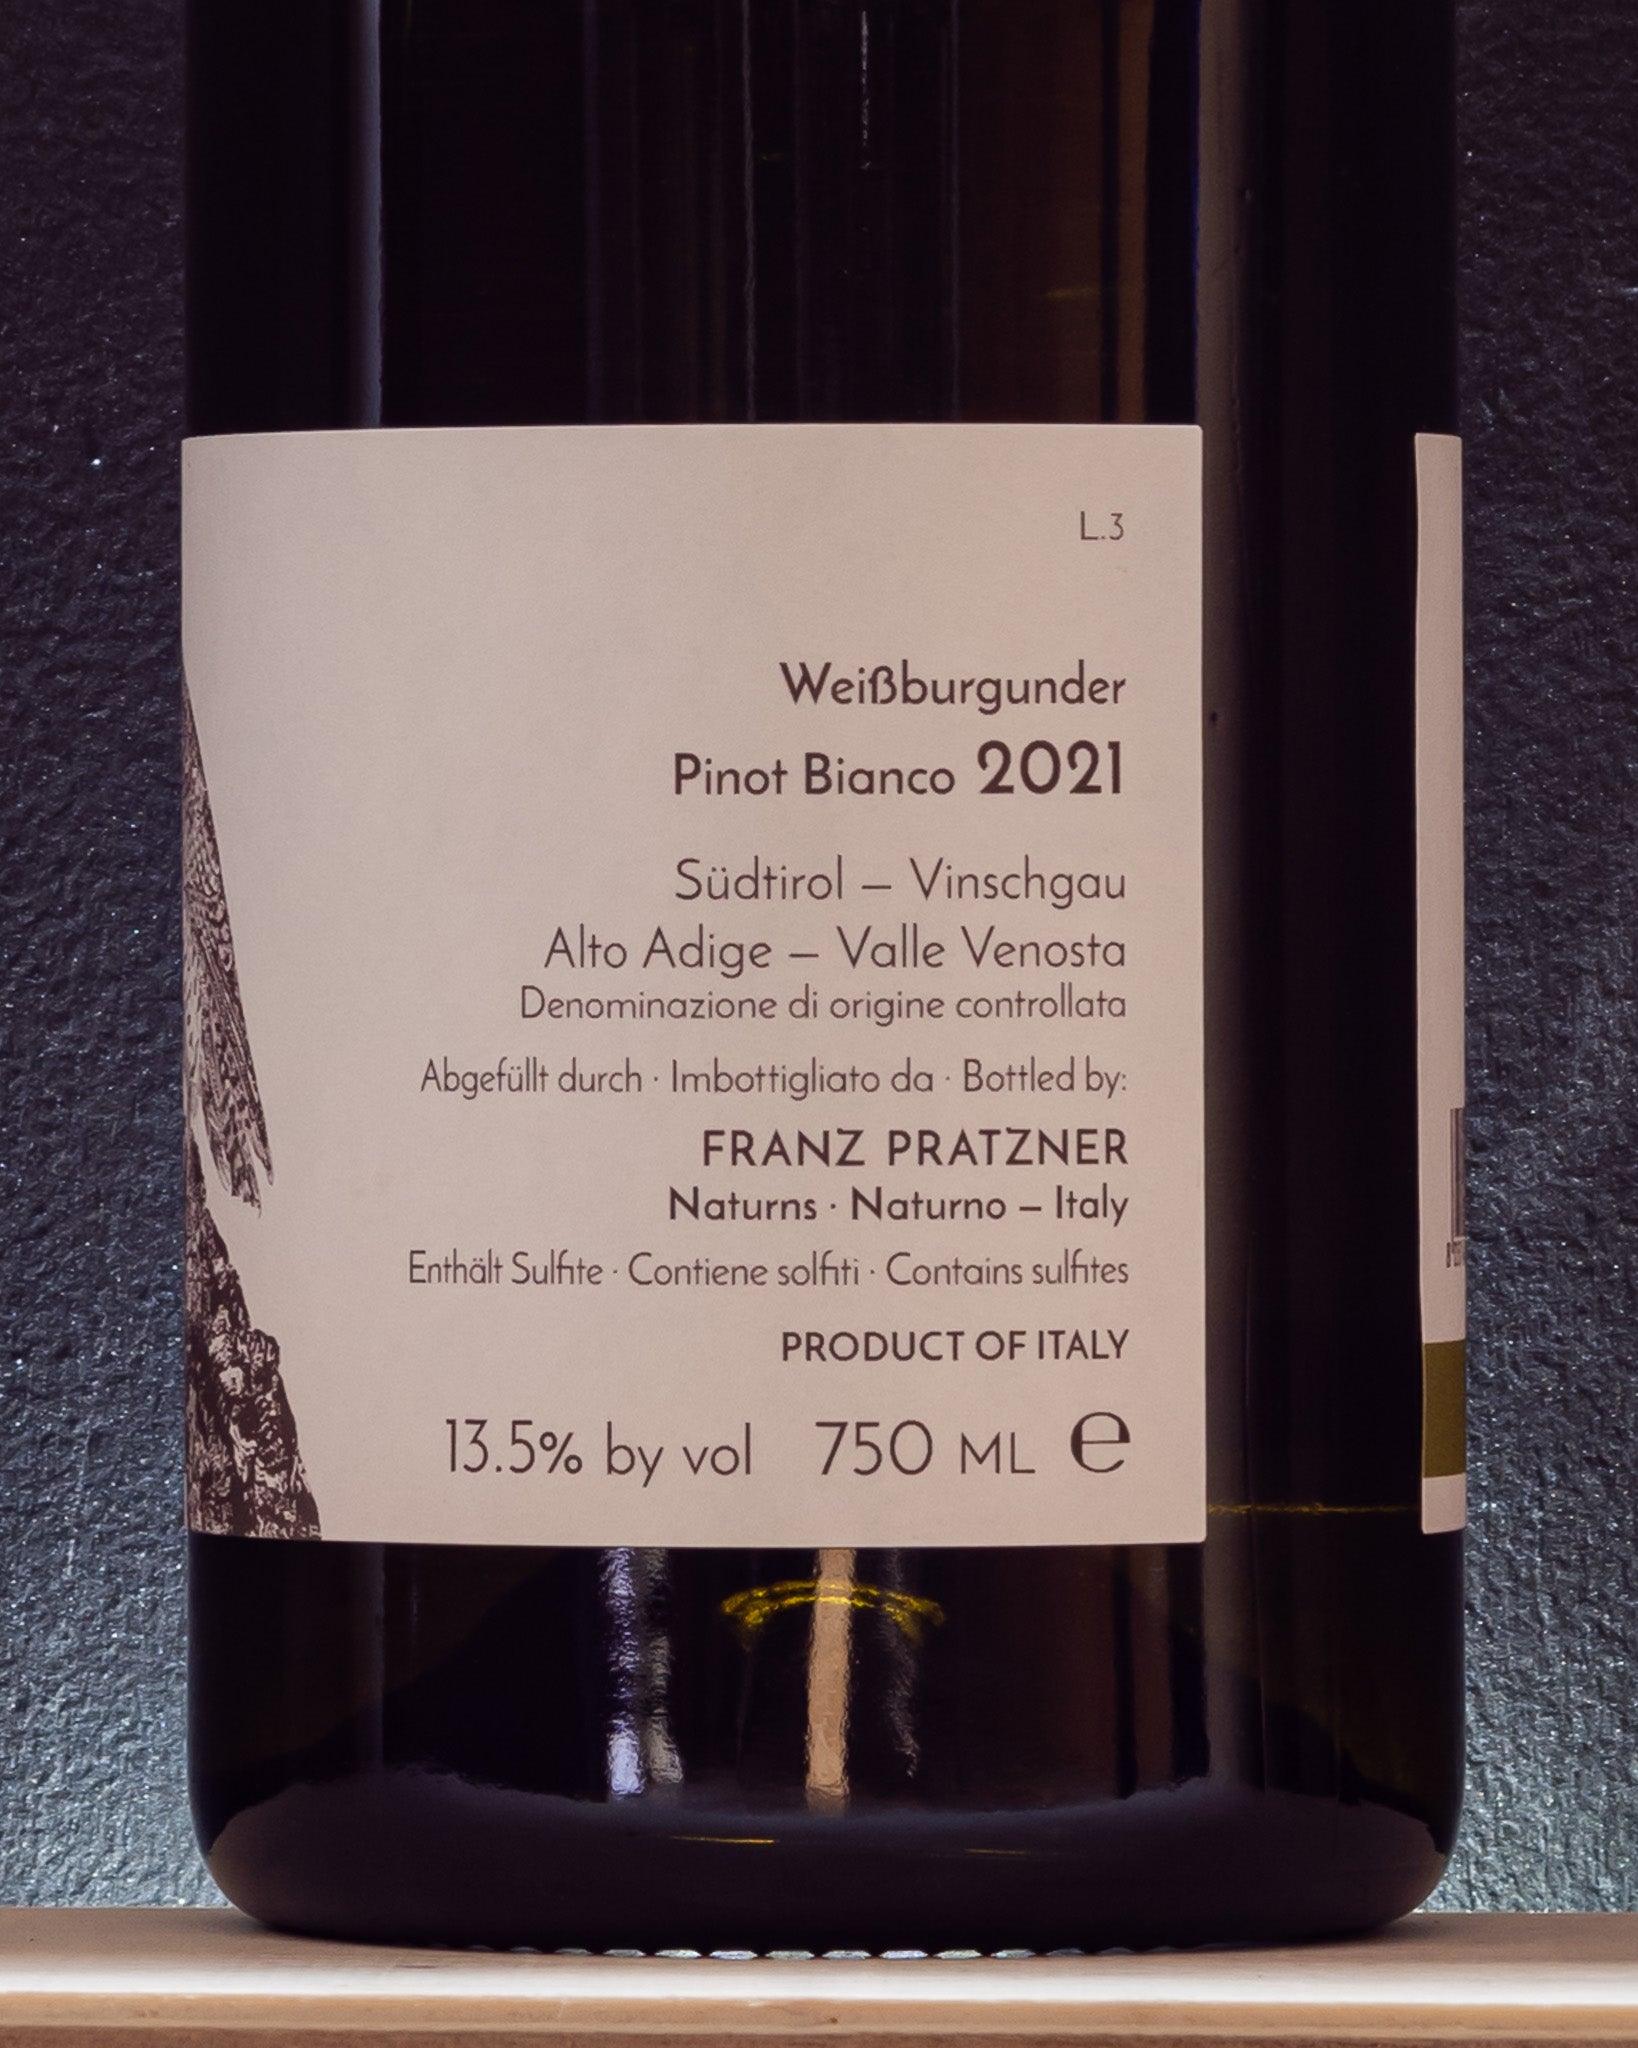 L.3
Weißburgunder
Pinot Bianco 2021
Südtirol – Vinschgau
Alto Adige – Valle Venosta
Denominazione di origine controllata
Abgefüllt durch · Imbottigliato da · Bottled by:
FRANZ PRATZNER
Naturns · Naturno – Italy
Enthält Sulfite · Contiene solfiti · Contains sulfites
PRODUCT OF ITALY
13.5% by vol 750 ML e